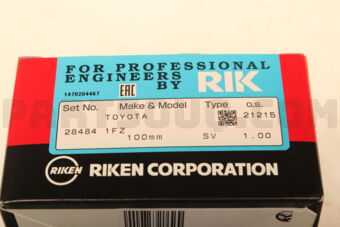 FOR PROFESSIONAL
ENGINEERS
1470204467 EAC BY RIK
Set No. Make & Model Type o.s.
TOYOTA 21215
28484 1FZ 100mm SV 1.00
RIKEN RIKEN CORPORATION